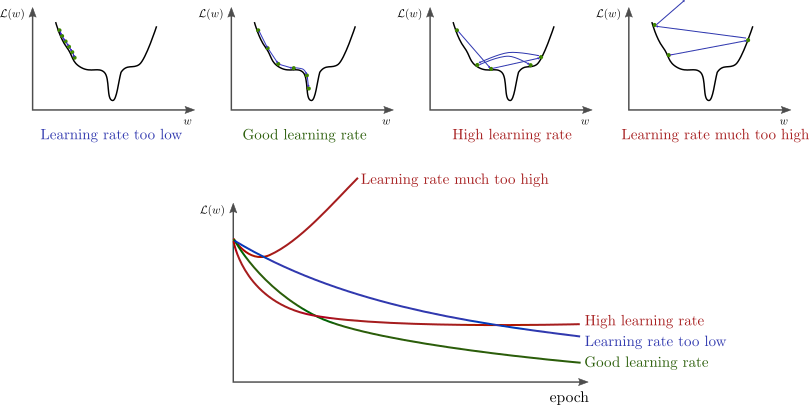 ℒ(w)
w
Learning rate too low
ℒ(w)
w
Good learning rate
ℒ(w)
w
High learning rate
ℒ(w)
w
Learning rate much too high
ℒ(w)
Learning rate much too high
High learning rate
Learning rate too low
Good learning rate
epoch